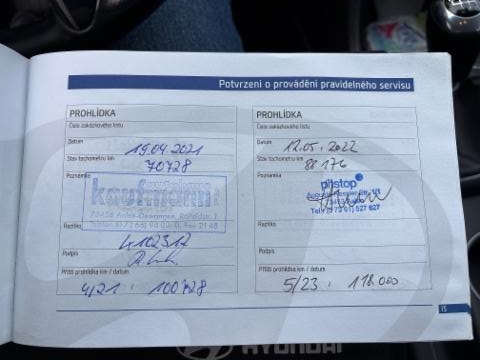 Potvrzení o provádění pravidelného servisu
PROHLÍDKA
Číslo zakázkového listu
Datum 19.04.2021
Stav tachometru km 70728
Poznámka
kaufmann
Razítko
4102317
Podpis
Příští prohlídka km / datum
4/21 : 100728
PROHLÍDKA
Číslo zakázkového listu
Datum 12.05.2022
Stav tachometru km 88176
Poznámka
pitstop
Razítko
Podpis
Příští prohlídka km / datum
5/23 : 118.000
15
HYUNDAI